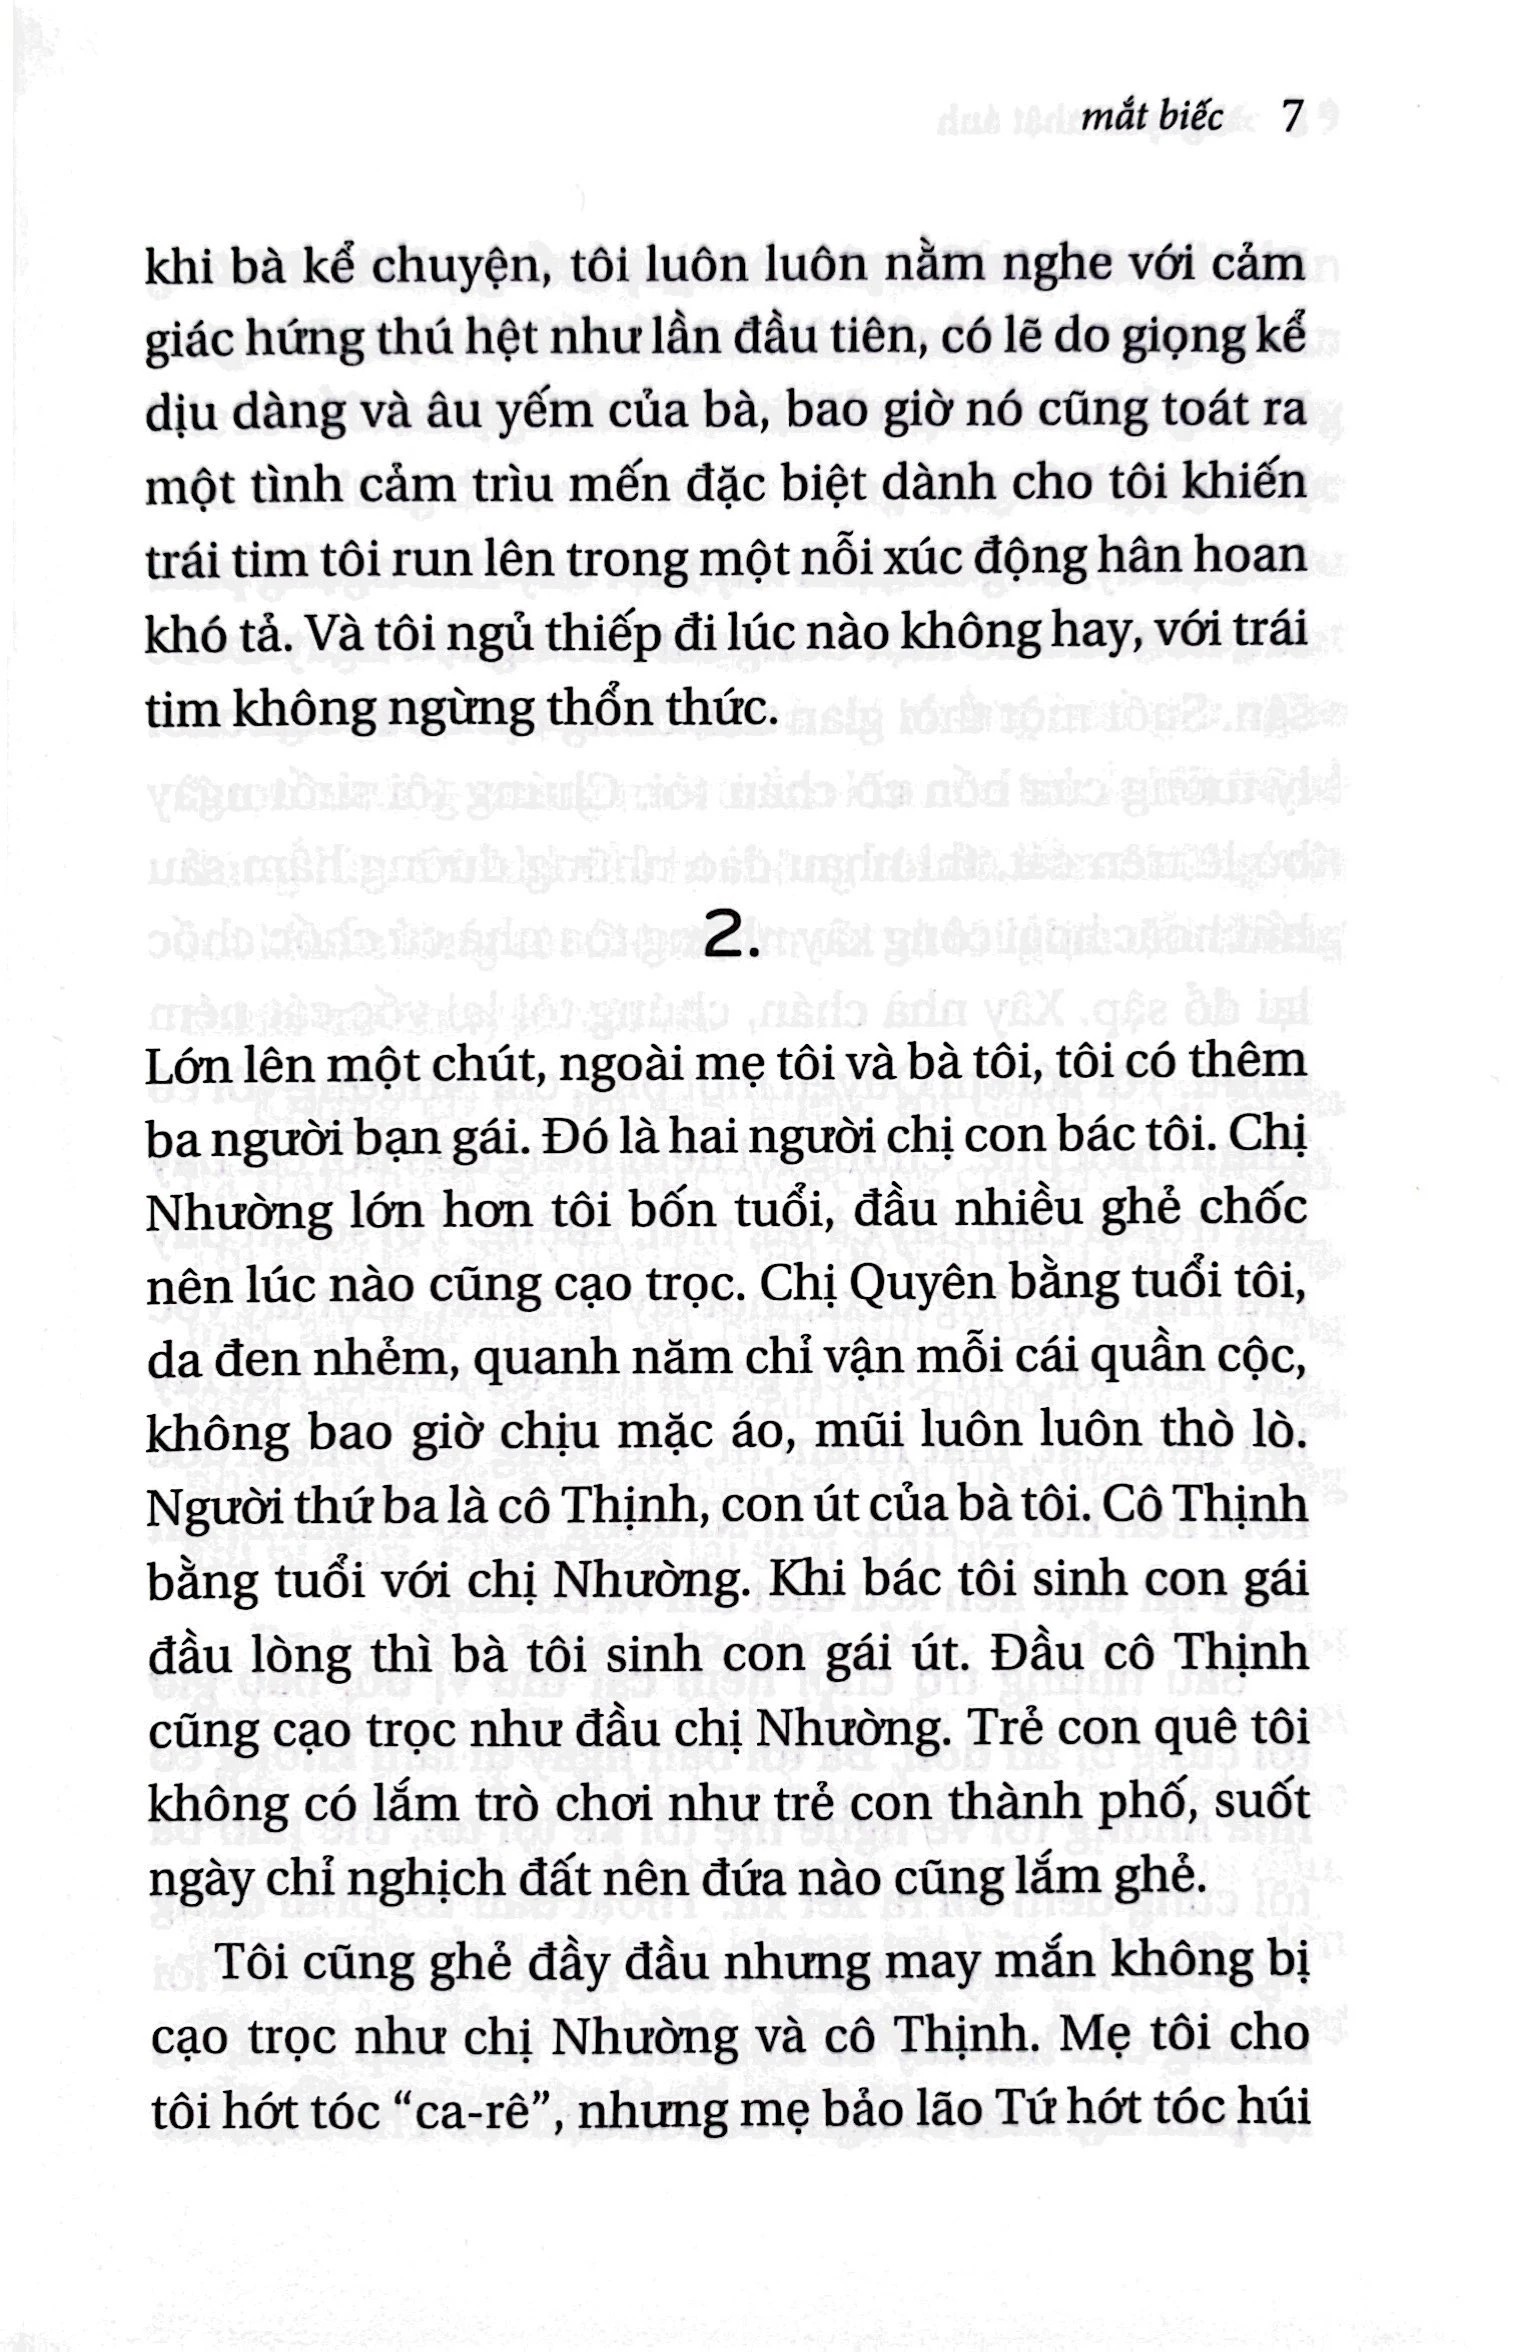 mắt biếc 7
khi bà kể chuyện, tôi luôn luôn nằm nghe với cảm
giác hứng thú hệt như lần đầu tiên, có lẽ do giọng kể
dịu dàng và âu yếm của bà, bao giờ nó cũng toát ra
một tình cảm trìu mến đặc biệt dành cho tôi khiến
trái tim tôi run lên trong một nỗi xúc động hân hoan
khó tả. Và tôi ngủ thiếp đi lúc nào không hay, với trái
tim không ngừng thổn thức.
2.
Lớn lên một chút, ngoài mẹ tôi và bà tôi, tôi có thêm
ba người bạn gái. Đó là hai người chị con bác tôi. Chị
Nhường lớn hơn tôi bốn tuổi, đầu nhiều ghẻ chốc
nên lúc nào cũng cạo trọc. Chị Quyên bằng tuổi tôi,
da đen nhẻm, quanh năm chỉ vận mỗi cái quần cộc,
không bao giờ chịu mặc áo, mũi luôn luôn thò lò.
Người thứ ba là cô Thịnh, con út của bà tôi. Cô Thịnh
bằng tuổi với chị Nhường. Khi bác tôi sinh con gái
đầu lòng thì bà tôi sinh con gái út. Đầu cô Thịnh
cũng cạo trọc như đầu chị Nhường. Trẻ con quê tôi
không có lắm trò chơi như trẻ con thành phố, suốt
ngày chỉ nghịch đất nên đứa nào cũng lắm ghẻ.
Tôi cũng ghẻ đầy đầu nhưng may mắn không bị
cạo trọc như chị Nhường và cô Thịnh. Mẹ tôi cho
tôi hớt tóc “ca-rê”, nhưng mẹ bảo lão Tứ hớt tóc húi